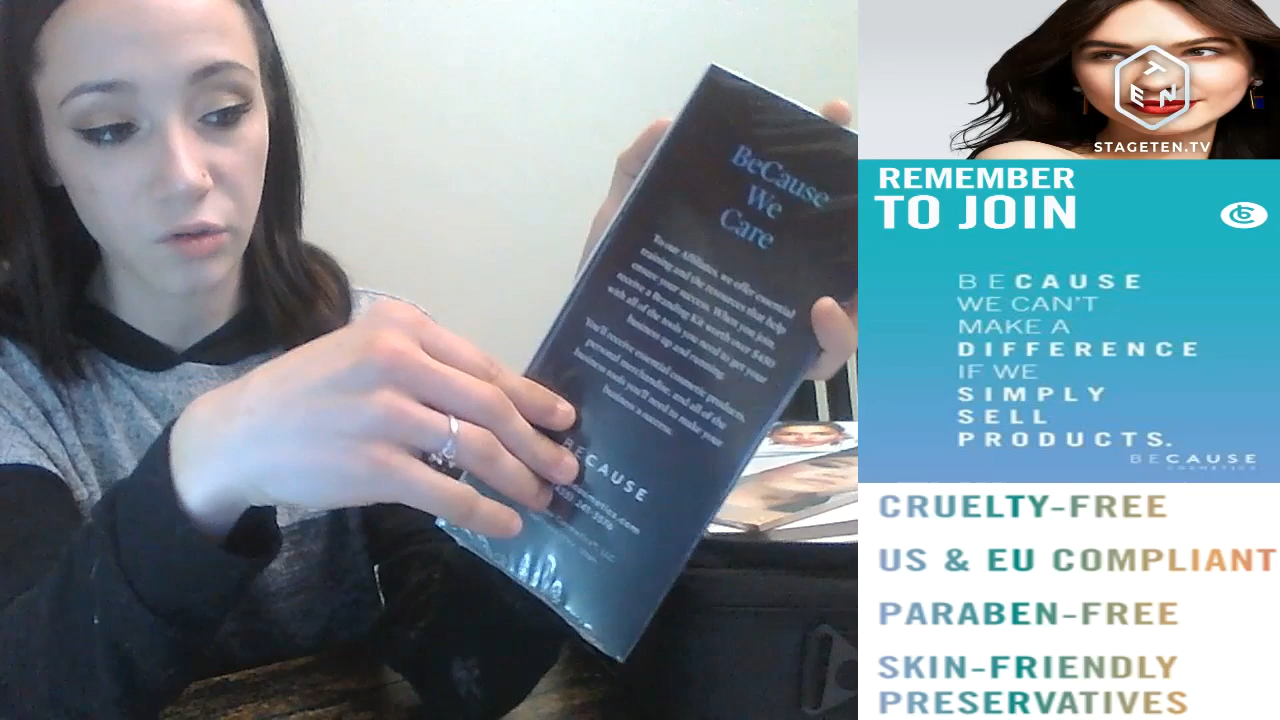 BeCause
We
Care
To our Affiliates, we offer essential
training and the resources that help
ensure your success. When you join,
receive a Branding Kit worth over
with all of the tools you need to get your
business up and running.
You'll receive essential cosmetic products,
personal merchandise, and all of the
business tools you'll need to make your
business a success.
BECAUSE
TEN
STAGETEN.TV
REMEMBER
TO JOIN
BECAUSE
WE CAN'T
MAKE A
DIFFERENCE
IF WE
SIMPLY
SELL
PRODUCTS.
BECAUSE
COSMETICS
CRUELTY-FREE
US & EU COMPLIANT
PARABEN-FREE
SKIN-FRIENDLY
PRESERVATIVES